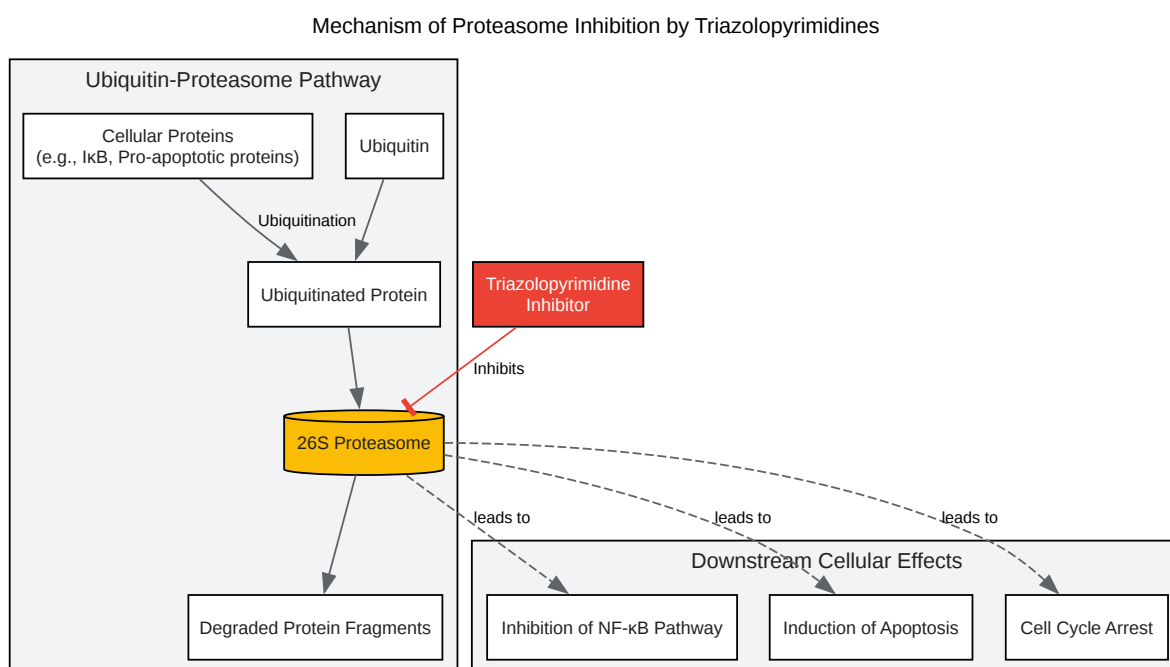 Mechanism of Proteasome Inhibition by Triazolopyrimidines
Ubiquitin-Proteasome Pathway
Cellular Proteins
(e.g., IκB, Pro-apoptotic proteins)
Ubiquitin
Ubiquitination
Ubiquitinated Protein
Triazolopyrimidine
Inhibitor
Inhibits
26S Proteasome
leads to
leads to
leads to
Downstream Cellular Effects
Degraded Protein Fragments
Inhibition of NF-κB Pathway
Induction of Apoptosis
Cell Cycle Arrest